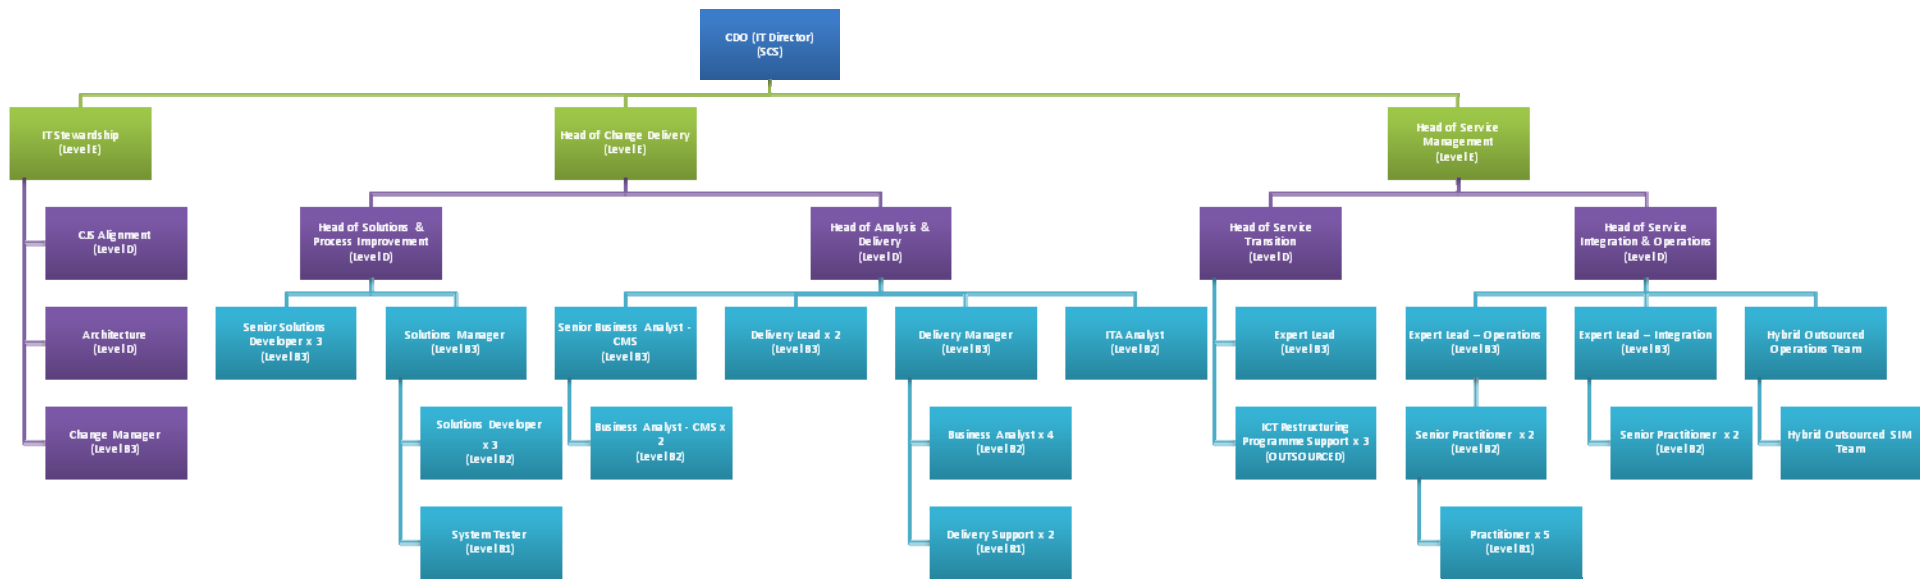 CDO (IT Director)
(SCS)
IT Stewardship
(Level E)
Head of Change Delivery
(Level E)
Head of Service
Management
(Level E)
CJS Alignment
(Level D)
Head of Solutions &
Process Improvement
(Level D)
Head of Analysis &
Delivery
(Level D)
Head of Service
Transition
(Level D)
Head of Service
Integration & Operations
(Level D)
Architecture
(Level D)
Senior Solutions
Developer x 3
(Level B3)
Solutions Manager
(Level B3)
Senior Business Analyst -
CMS
(Level B3)
Delivery Lead x 2
(Level B3)
Delivery Manager
(Level B3)
ITA Analyst
(Level B2)
Expert Lead
(Level B3)
Expert Lead – Operations
(Level B3)
Expert Lead – Integration
(Level B3)
Hybrid Outsourced
Operations Team
Change Manager
(Level B3)
Solutions Developer
x 3
(Level B2)
Business Analyst - CMS x
2
(Level B2)
Business Analyst x 4
(Level B2)
ICT Restructuring
Programme Support x 3
(OUTSOURCED)
Senior Practitioner x 2
(Level B2)
Senior Practitioner x 2
(Level B2)
Hybrid Outsourced SIM
Team
System Tester
(Level B1)
Delivery Support x 2
(Level B1)
Practitioner x 5
(Level B1)